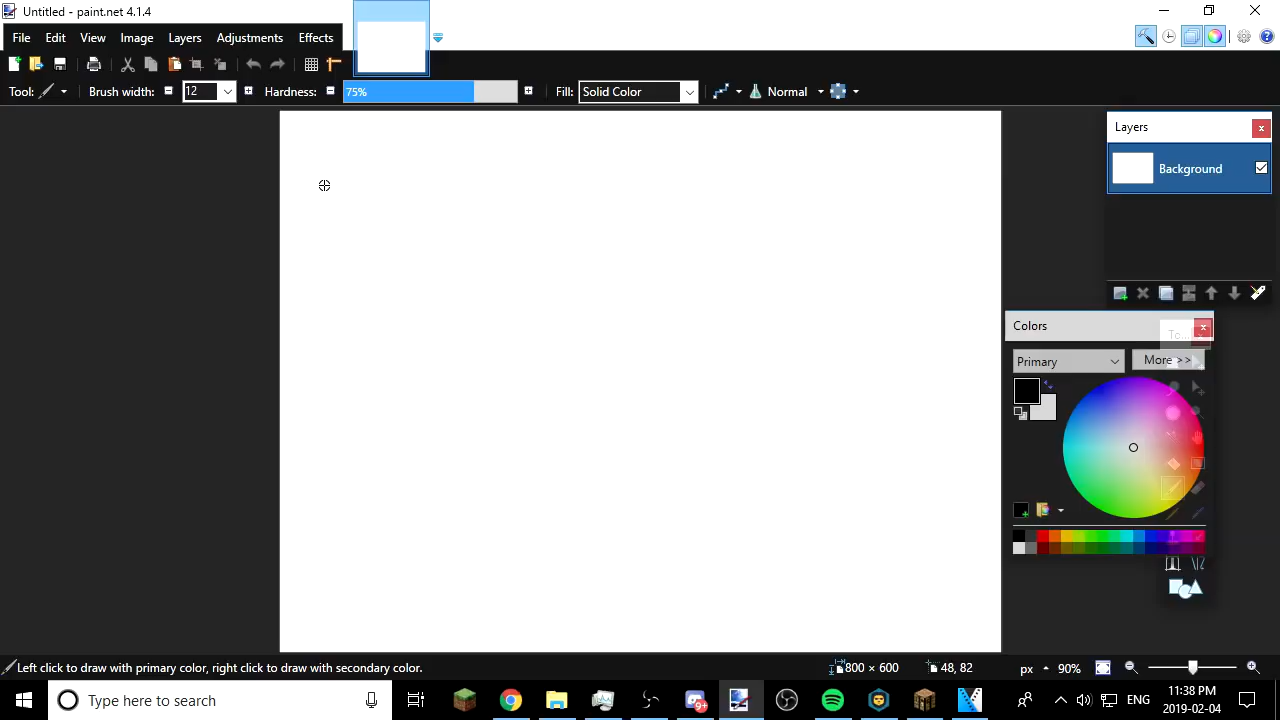 Untitled - paint.net 4.1.4
File Edit View Image Layers Adjustments Effects
Tool: Brush width: 12 Hardness: 75% Fill: Solid Color Normal
Layers
Background
Colors
To...
Primary
More >>
Left click to draw with primary color, right click to draw with secondary color.
800 × 600
48, 82
px
90%
Type here to search
9+
ENG
11:38 PM
2019-02-04